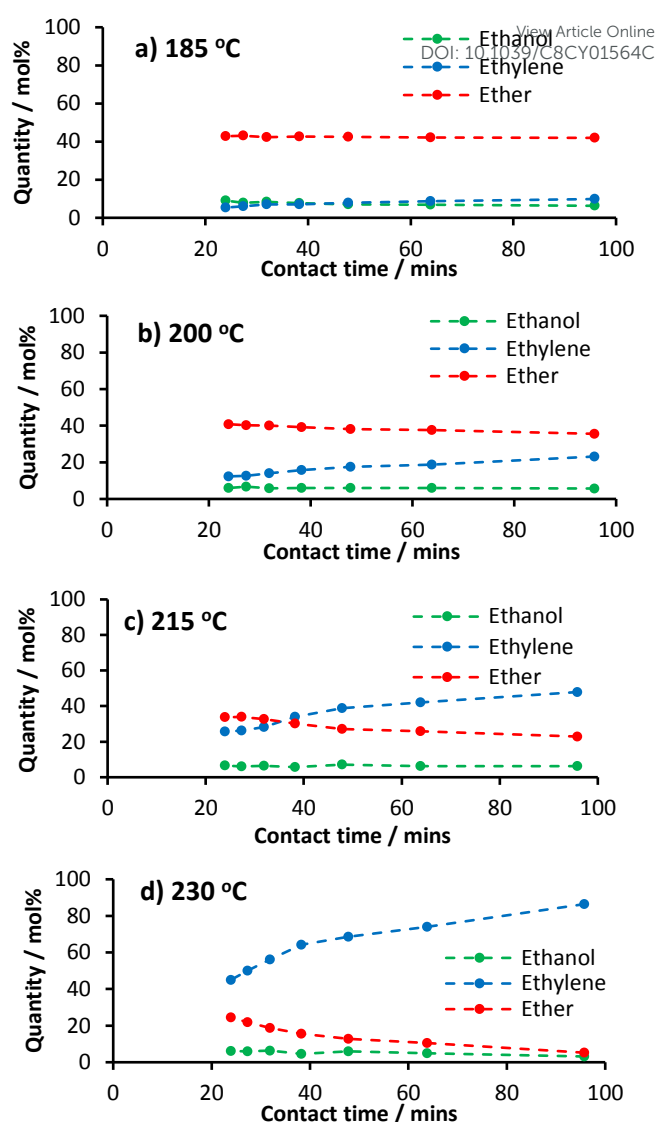 View Article Online
DOI: 10.1039/C8CY01564C
a) 185 °C
Ethanol
Ethylene
Ether
Quantity / mol%
100
80
60
40
20
0
0 20 40 60 80 100
Contact time / mins
b) 200 °C
Ethanol
Ethylene
Ether
Quantity / mol%
100
80
60
40
20
0
0 20 40 60 80 100
Contact time / mins
c) 215 °C
Ethanol
Ethylene
Ether
Quantity / mol%
100
80
60
40
20
0
0 20 40 60 80 100
Contact time / mins
d) 230 °C
Ethanol
Ethylene
Ether
Quantity / mol%
100
80
60
40
20
0
0 20 40 60 80 100
Contact time / mins